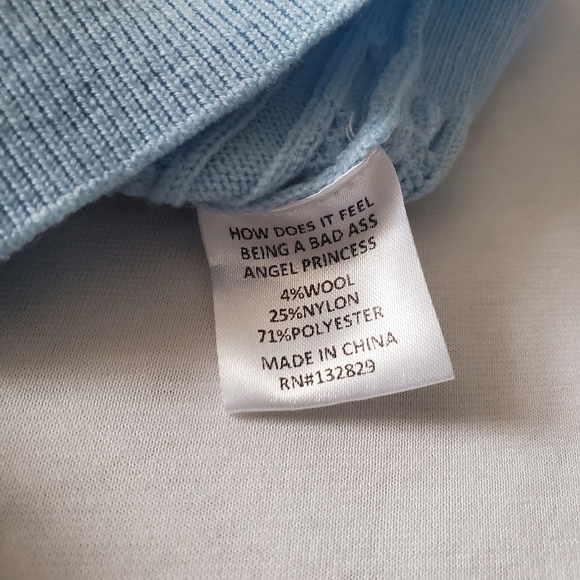 HOW DOES IT FEEL
BEING A BAD ASS
ANGEL PRINCESS
4%WOOL
25%NYLON
71%POLYESTER
MADE IN CHINA
RN#132829